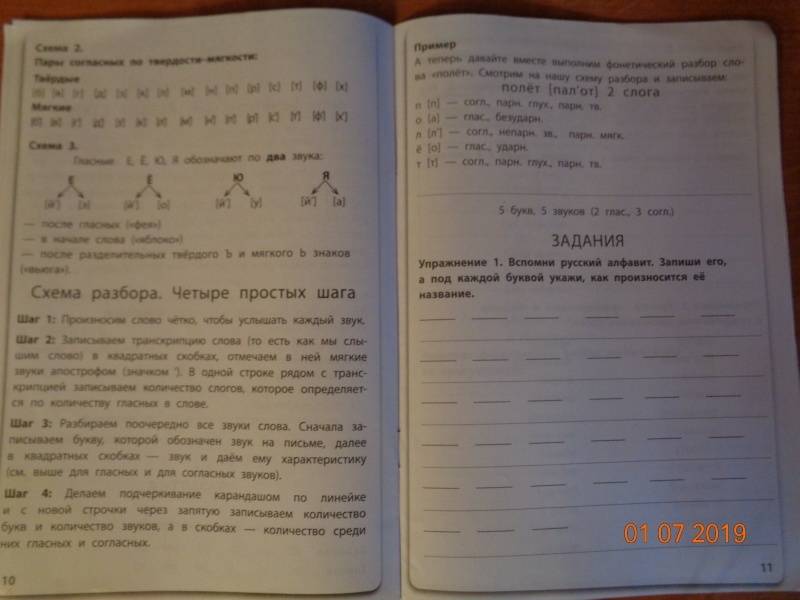 Схема 2.
Пары согласных по твердости-мягкости:
Твёрдые
[б] [в] [г] [д] [з] [к] [л] [м] [н] [п] [р] [с] [т] [ф] [х]
Мягкие
[б'] [в'] [г'] [д'] [з'] [к'] [л'] [м'] [н'] [п'] [р'] [с'] [т'] [ф'] [х']
Схема 3.
Гласные Е, Ё, Ю, Я обозначают по два звука:
Е Ё Ю Я
[й'] [э] [й'] [о] [й'] [у] [й'] [а]
— после гласных («фея»)
— в начале слова («яблоко»)
— после разделительных твёрдого Ъ и мягкого Ь знаков
(«вьюга»).
Схема разбора. Четыре простых шага
Шаг 1: Произносим слово чётко, чтобы услышать каждый звук.
Шаг 2: Записываем транскрипцию слова (то есть как мы слы-
шим слово) в квадратных скобках, отмечаем в ней мягкие
звуки апострофом (значком '). В одной строке рядом с транс-
крипцией записываем количество слогов, которое определяет-
ся по количеству гласных в слове.
Шаг 3: Разбираем поочередно все звуки слова. Сначала за-
писываем букву, которой обозначен звук на письме, далее
в квадратных скобках — звук и даём ему характеристику
(см. выше для гласных и для согласных звуков).
Шаг 4: Делаем подчеркивание карандашом по линейке
и с новой строчки через запятую записываем количество
букв и количество звуков, а в скобках — количество среди
них гласных и согласных.
10
Пример
А теперь давайте вместе выполним фонетический разбор сло-
ва «полёт». Смотрим на нашу схему разбора и записываем:
полёт [пал'от] 2 слога
п [п] — согл., парн. глух., парн. тв.
о [а] — глас., безударн.
л [л'] — согл., непарн. зв., парн. мягк.
ё [о] — глас., ударн.
т [т] — согл., парн. глух., парн. тв.
5 букв, 5 звуков (2 глас., 3 согл.)
ЗАДАНИЯ
Упражнение 1. Вспомни русский алфавит. Запиши его,
а под каждой буквой укажи, как произносится её
название.
01 07 2019
11